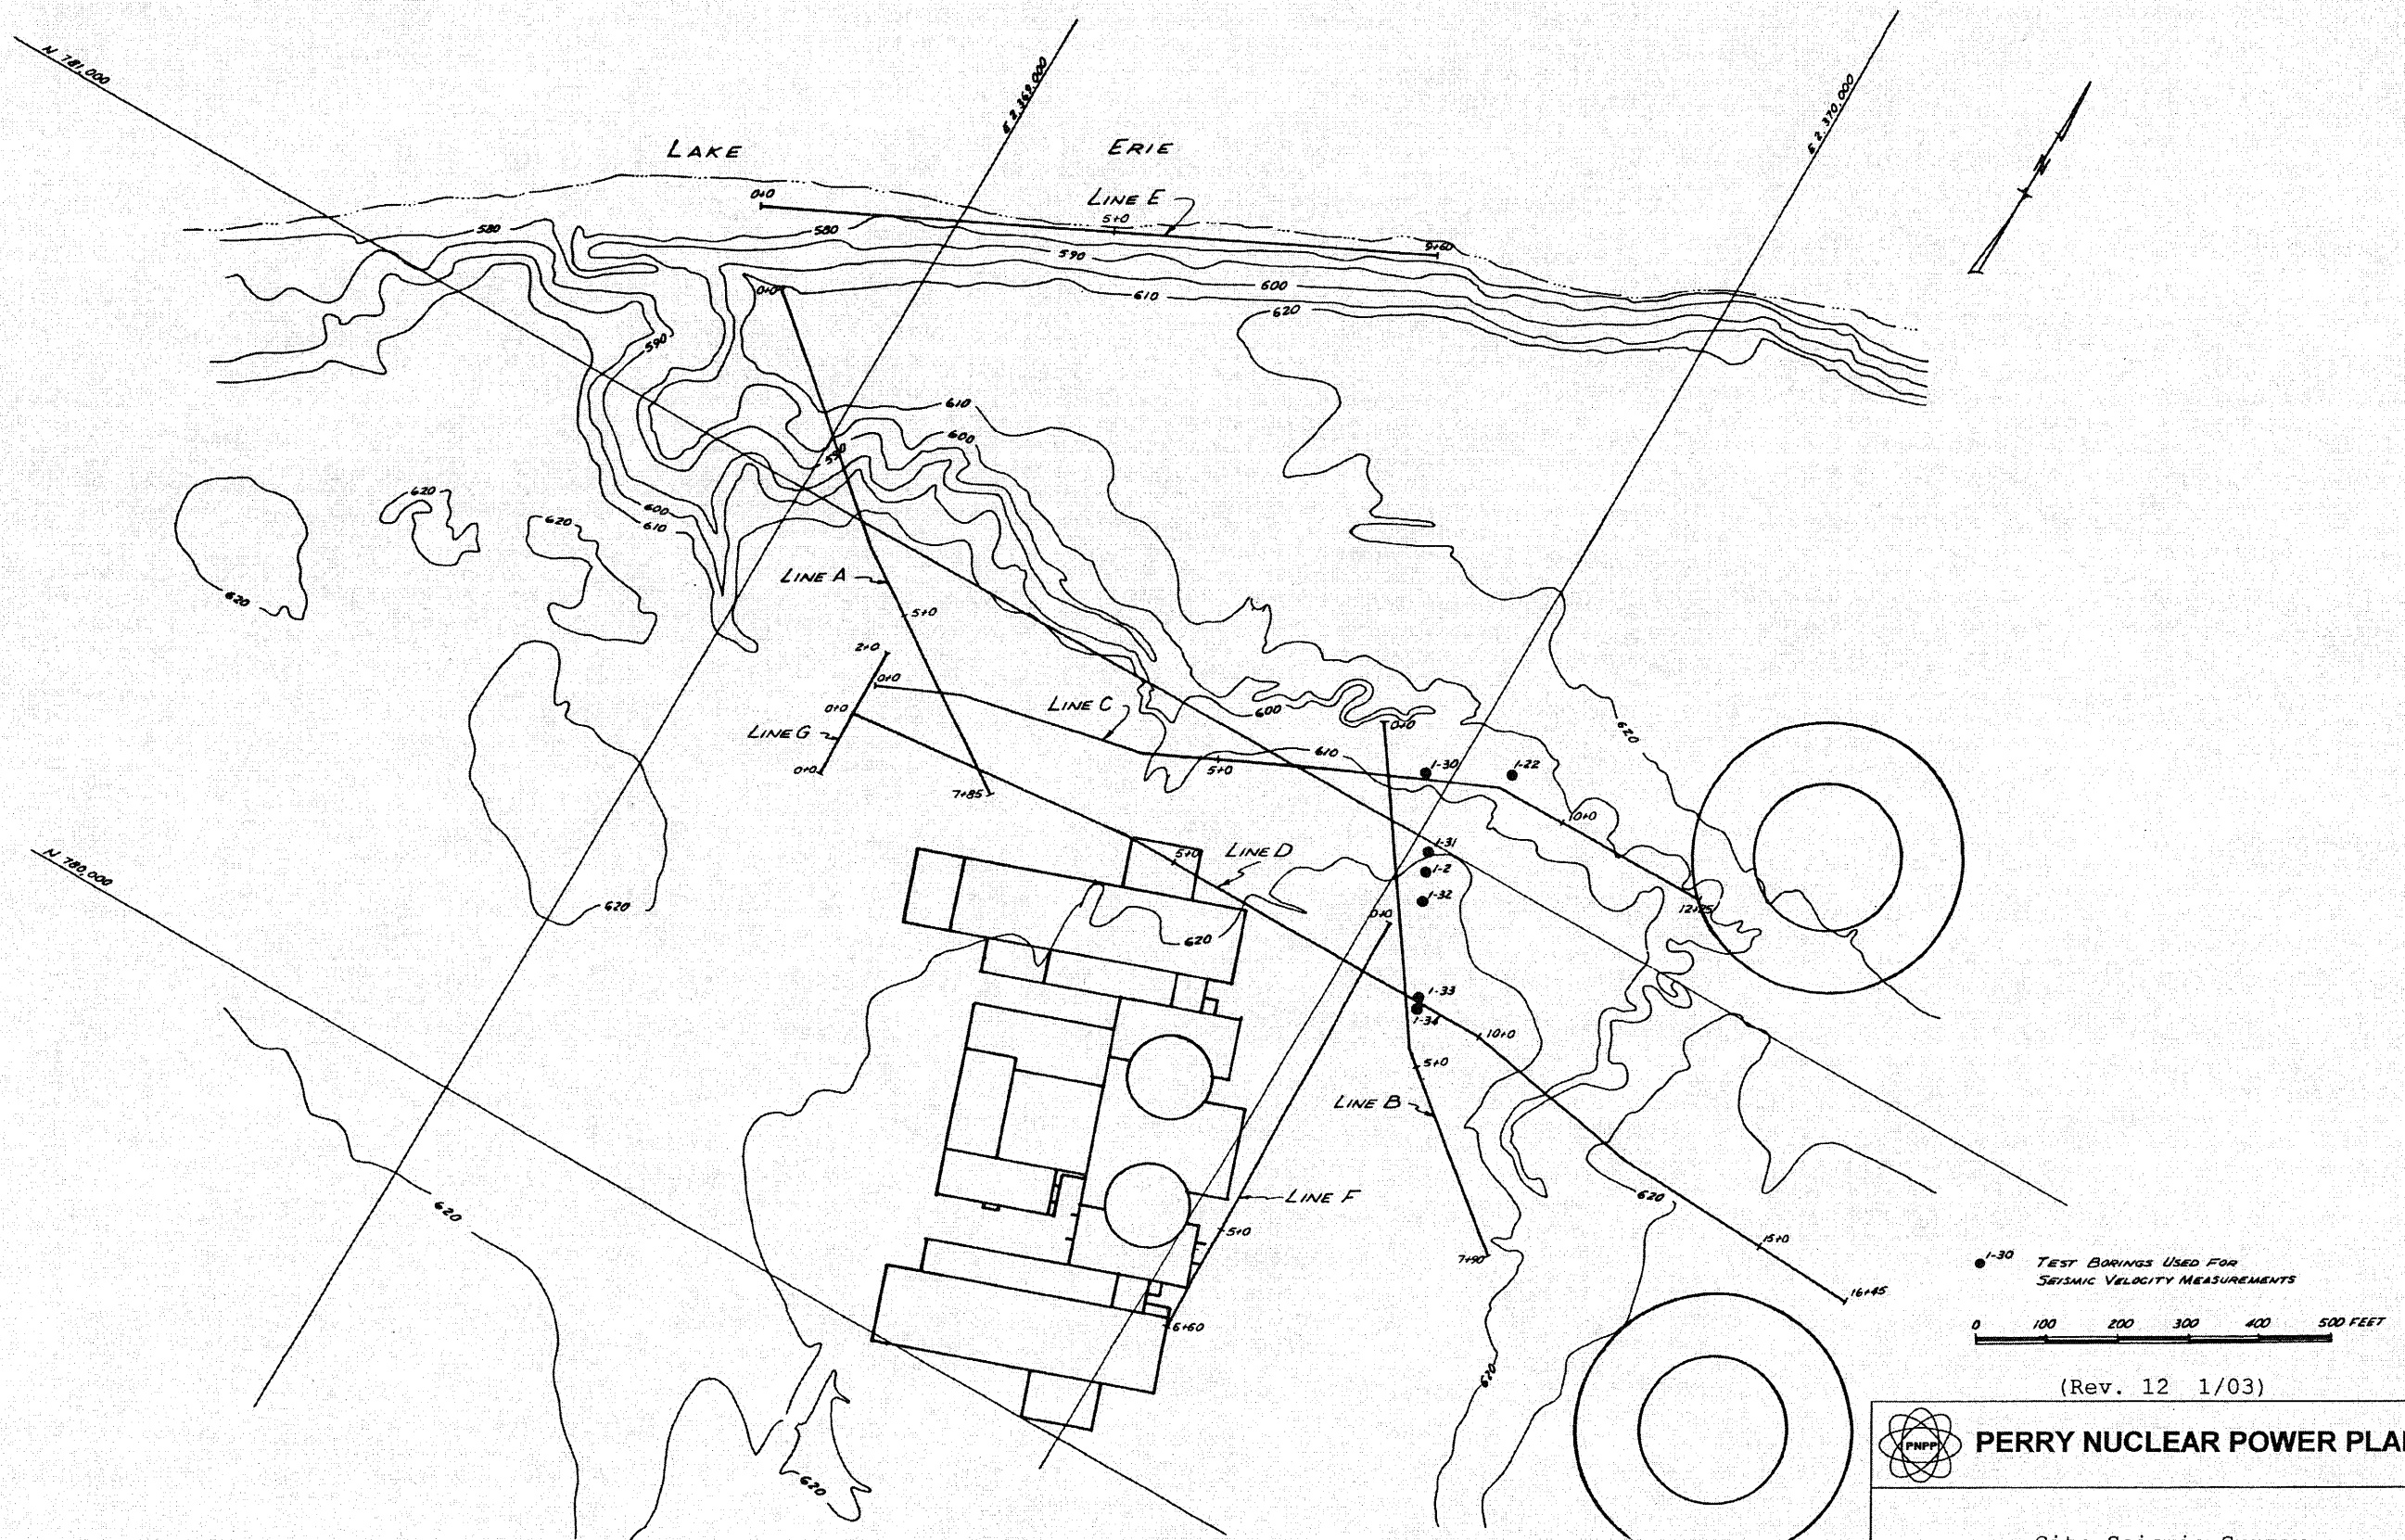 N 781,000
E 2,369,000
E 2,370,000
N
LAKE ERIE
0+0
LINE E
5+0
9+60
580
580
590
600
610
620
0+0
590
610
600
590
620
620
600
610
620
LINE A
5+0
2+0
0+0
0+0
LINE C
LINE G
0+0
7+85
600
0+0
620
610
5+0
1-30
1-22
10+0
N 780,000
5+0
LINE D
1-31
1-2
1-32
620
0+0
12+25
620
1-33
1-34
10+0
5+0
LINE B
LINE F
620
620
5+0
7+90
15+0
16+45
6+60
620
620
1-30
TEST BORINGS USED FOR
SEISMIC VELOCITY MEASUREMENTS
0 100 200 300 400 500 FEET
(Rev. 12 1/03)
PNPP
PERRY NUCLEAR POWER PLA